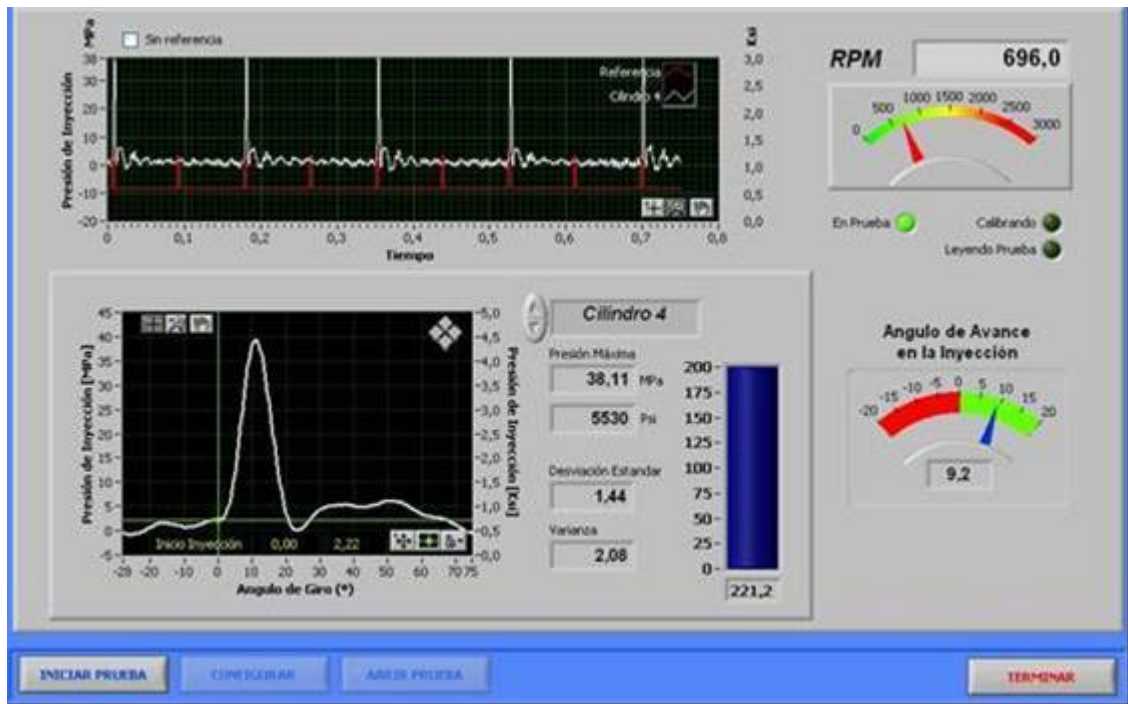 Sin referencia
MPa
Presión de Inyección
38
30
20
10
0
-10
-20
Referencia
Cilindro 4
Ksi
3,0
2,5
2,0
1,5
1,0
0,5
0,0
0 0,1 0,2 0,3 0,4 0,5 0,6 0,7 0,8
Tiempo
RPM 696,0
0 500 1000 1500 2000 2500 3000
En Prueba Calibrando
Leyendo Prueba
Presión de Inyección [MPa]
45
40
35
30
25
20
15
10
5
0
-5
Inicio Inyección 0,00 2,22
5,0
4,5
4,0
3,5
3,0
2,5
2,0
1,5
1,0
0,5
0,0
Presión de Inyección [Ksi]
-28 -20 -10 0 10 20 30 40 50 60 70 75
Angulo de Giro (°)
Cilindro 4
Presión Máxima
38,11 MPa
5530 Psi
Desviación Estandar
1,44
Varianza
2,08
200
175
150
125
100
75
50
25
0
221,2
Angulo de Avance
en la Inyección
-20 -15 -10 -5 0 5 10 15 20
9,2
INICIAR PRUEBA CONFIGURAR ABRIR PRUEBA TERMINAR